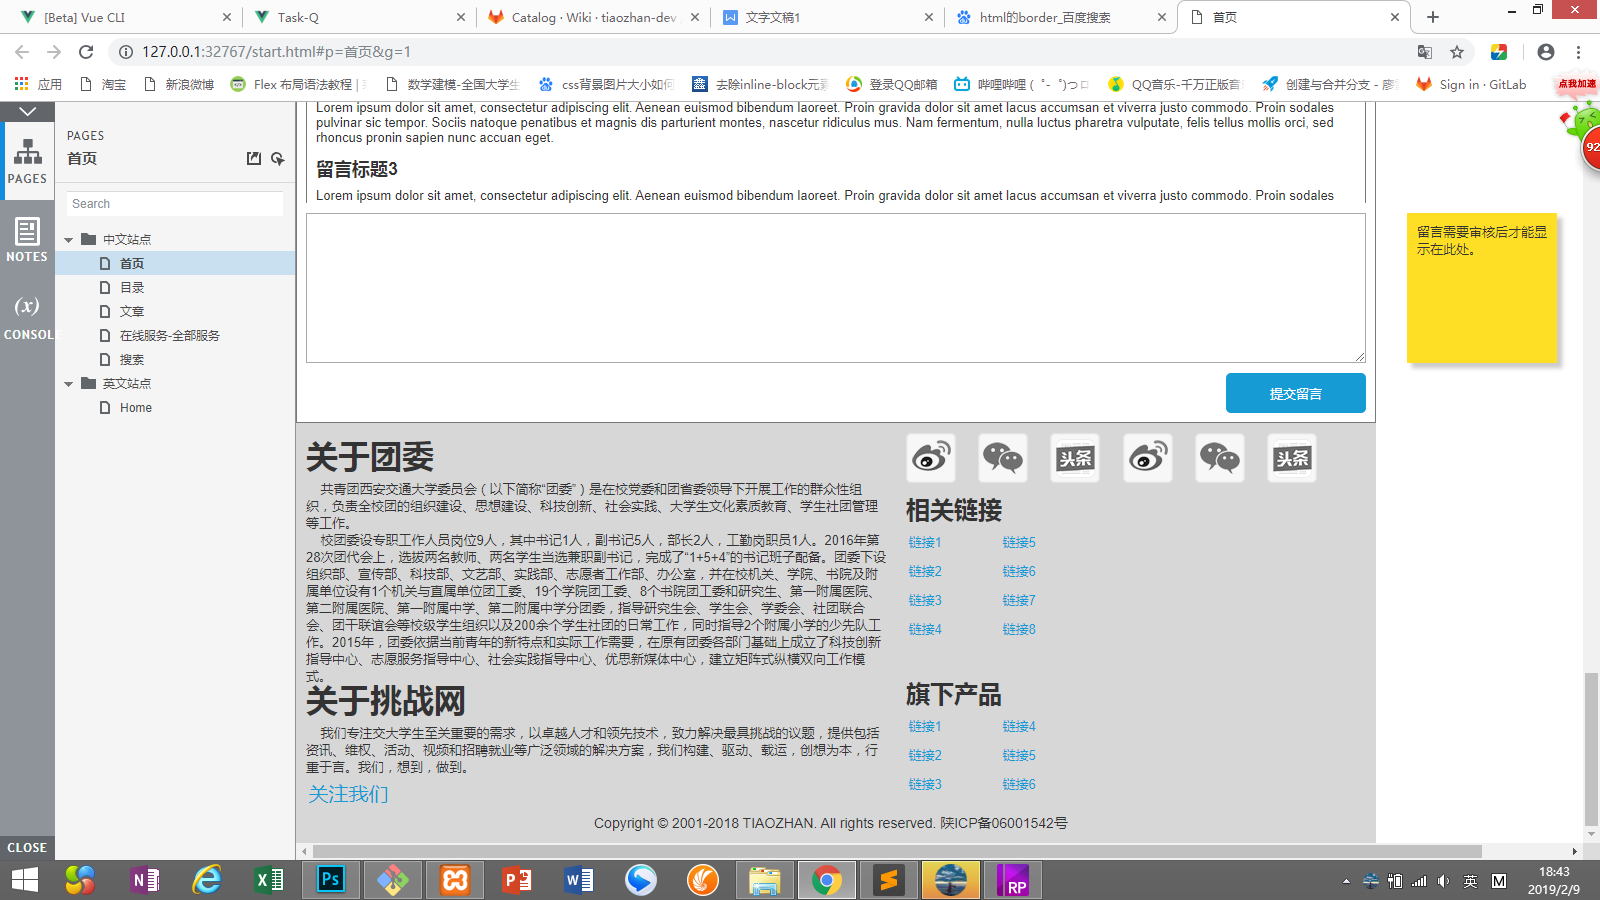 [Beta] Vue CLI
Task-Q
Catalog · Wiki · tiaozhan-dev
文字文稿1
html的border_百度搜索
首页
127.0.0.1:32767/start.html#p=首页&g=1
应用
淘宝
新浪微博
Flex 布局语法教程 |
数学建模-全国大学生
css背景图片大小如何
去除inline-block元素
登录QQ邮箱
哔哩哔哩 ( ゜- ゜)つロ
QQ音乐-千万正版音
创建与合并分支 - 廖
Sign in · GitLab
点我加速
92
PAGES
NOTES
(x)
CONSOLE
CLOSE
PAGES
首页
Search
中文站点
首页
目录
文章
在线服务-全部服务
搜索
英文站点
Home
Lorem ipsum dolor sit amet, consectetur adipiscing elit. Aenean euismod bibendum laoreet. Proin gravida dolor sit amet lacus accumsan et viverra justo commodo. Proin sodales
pulvinar sic tempor. Sociis natoque penatibus et magnis dis parturient montes, nascetur ridiculus mus. Nam fermentum, nulla luctus pharetra vulputate, felis tellus mollis orci, sed
rhoncus pronin sapien nunc accuan eget.
留言标题3
Lorem ipsum dolor sit amet, consectetur adipiscing elit. Aenean euismod bibendum laoreet. Proin gravida dolor sit amet lacus accumsan et viverra justo commodo. Proin sodales
留言需要审核后才能显
示在此处。
提交留言
关于团委
共青团西安交通大学委员会（以下简称“团委”）是在校党委和团省委领导下开展工作的群众性组
织，负责全校团的组织建设、思想建设、科技创新、社会实践、大学生文化素质教育、学生社团管理
等工作。
校团委设专职工作人员岗位9人，其中书记1人，副书记5人，部长2人，工勤岗职员1人。2016年第
28次团代会上，选拔两名教师、两名学生当选兼职副书记，完成了“1+5+4”的书记班子配备。团委下设
组织部、宣传部、科技部、文艺部、实践部、志愿者工作部、办公室，并在校机关、学院、书院及附
属单位设有1个机关与直属单位团工委、19个学院团工委、8个书院团工委和研究生、第一附属医院、
第二附属医院、第一附属中学、第二附属中学分团委，指导研究生会、学生会、学委会、社团联合
会、团干联谊会等校级学生组织以及200余个学生社团的日常工作，同时指导2个附属小学的少先队工
作。2015年，团委依据当前青年的新特点和实际工作需要，在原有团委各部门基础上成立了科技创新
指导中心、志愿服务指导中心、社会实践指导中心、优思新媒体中心，建立矩阵式纵横双向工作模
式。
关于挑战网
我们专注交大学生至关重要的需求，以卓越人才和领先技术，致力解决最具挑战的议题，提供包括
资讯、维权、活动、视频和招聘就业等广泛领域的解决方案，我们构建、驱动、载运，创想为本，行
重于言。我们，想到，做到。
关注我们
头条
头条
相关链接
链接1
链接5
链接2
链接6
链接3
链接7
链接4
链接8
旗下产品
链接1
链接4
链接2
链接5
链接3
链接6
Copyright © 2001-2018 TIAOZHAN. All rights reserved. 陕ICP备06001542号
Ps
RP
英
M
18:43
2019/2/9